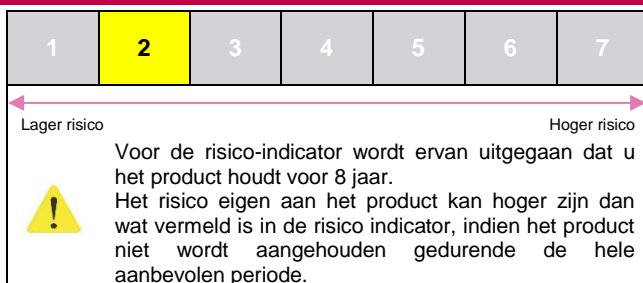 1 2 3 4 5 6 7
Lager risico Hoger risico
Voor de risico-indicator wordt ervan uitgegaan dat u
het product houdt voor 8 jaar.
Het risico eigen aan het product kan hoger zijn dan
wat vermeld is in de risico indicator, indien het product
niet wordt aangehouden gedurende de hele
aanbevolen periode.